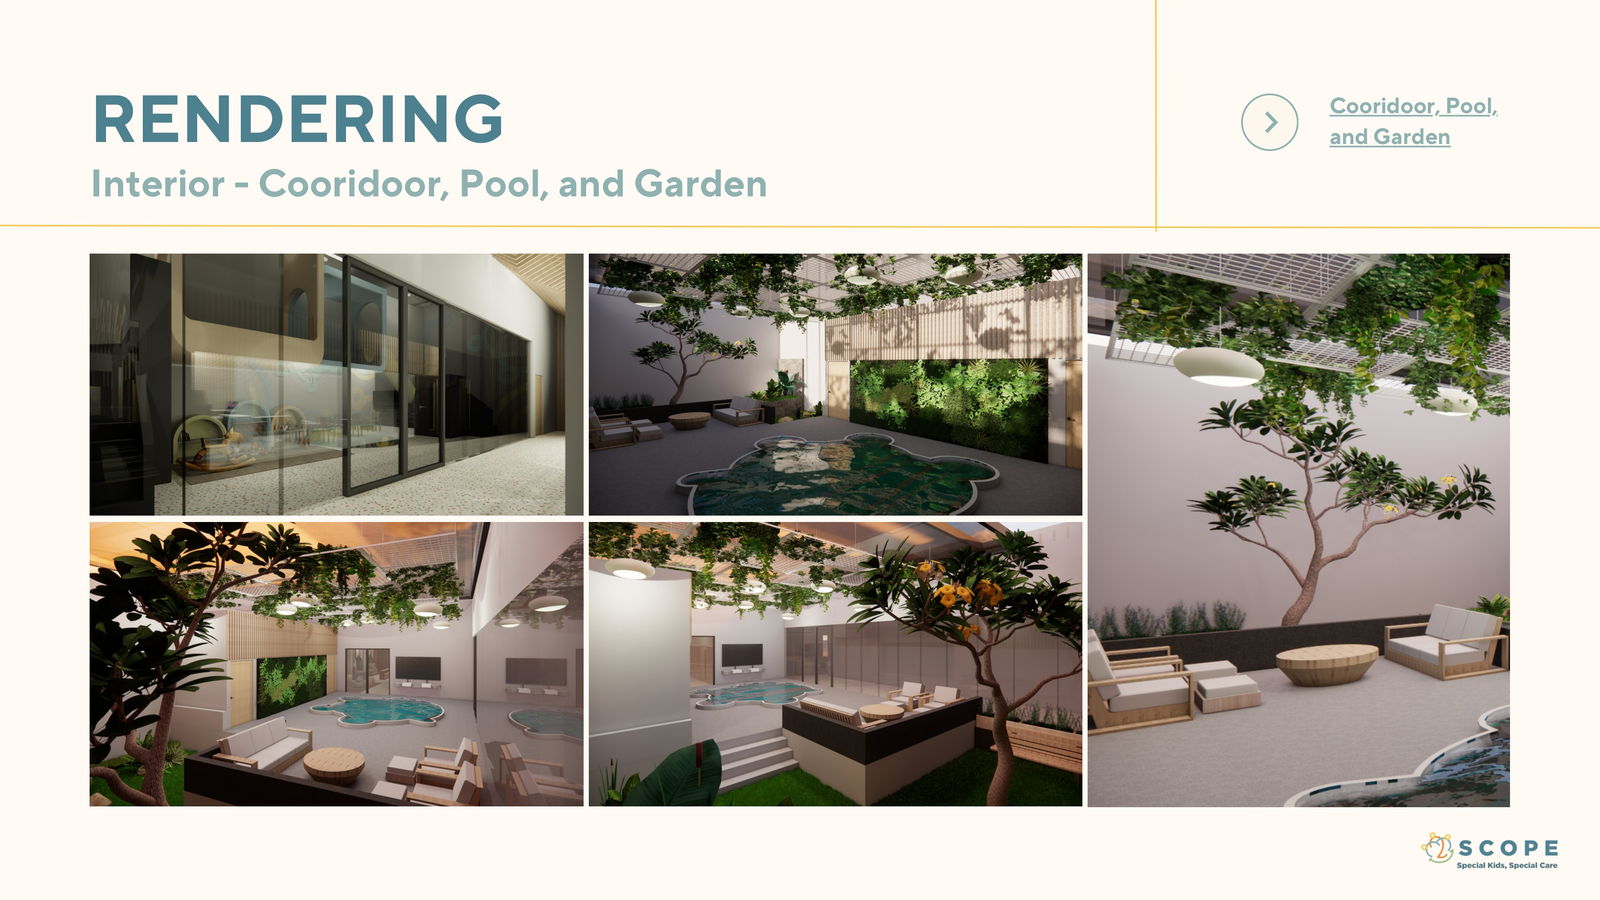 RENDERING
Interior - Cooridoor, Pool, and Garden
Cooridoor, Pool,
and Garden
SCOPE
Special Kids, Special Care